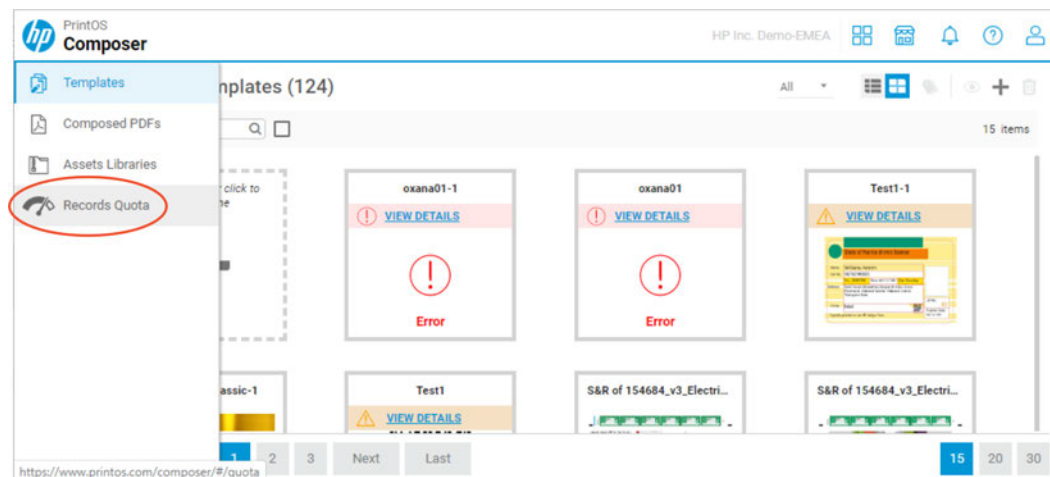 hp
PrintOS
Composer
HP Inc. Demo-EMEA
Templates
Composed PDFs
Assets Libraries
Records Quota
nplates (124)
All
15 items
click to
ne
oxana01-1
VIEW DETAILS
Error
oxana01
VIEW DETAILS
Error
Test1-1
VIEW DETAILS
assic-1
Test1
VIEW DETAILS
S&R of 154684_v3_Electri...
S&R of 154684_v3_Electri...
1 2 3 Next Last
15 20 30
https://www.printos.com/composer/#/quota